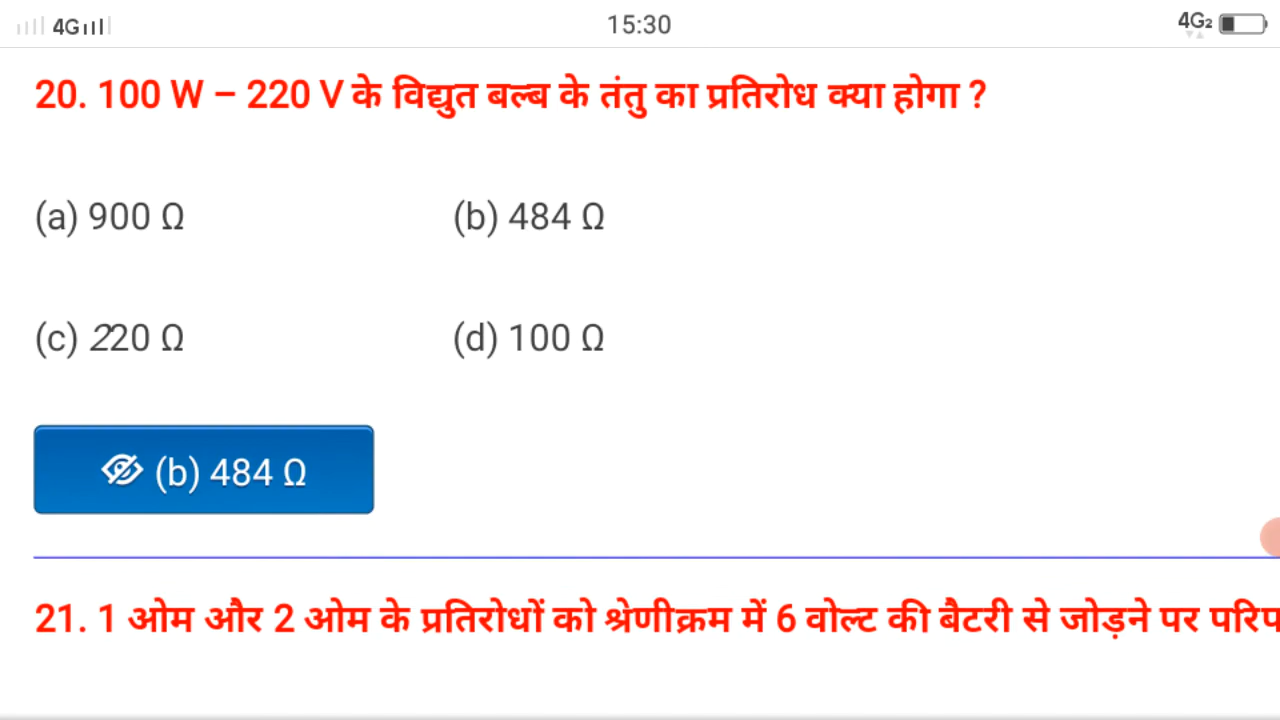 4G 15:30 4G2
20. 100 W – 220 V के विद्युत बल्ब के तंतु का प्रतिरोध क्या होगा ?
(a) 900 Ω (b) 484 Ω
(c) 220 Ω (d) 100 Ω
(b) 484 Ω
21. 1 ओम और 2 ओम के प्रतिरोधों को श्रेणीक्रम में 6 वोल्ट की बैटरी से जोड़ने पर